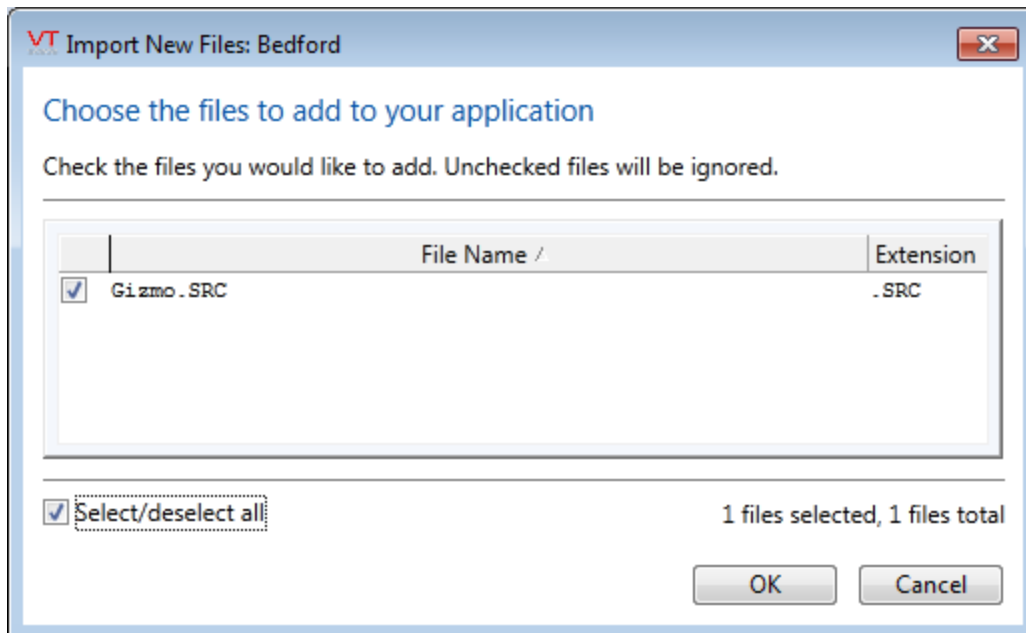 VT Import New Files: Bedford
Choose the files to add to your application
Check the files you would like to add. Unchecked files will be ignored.
File Name Extension
Gizmo.SRC .SRC
Select/deselect all 1 files selected, 1 files total
OK Cancel